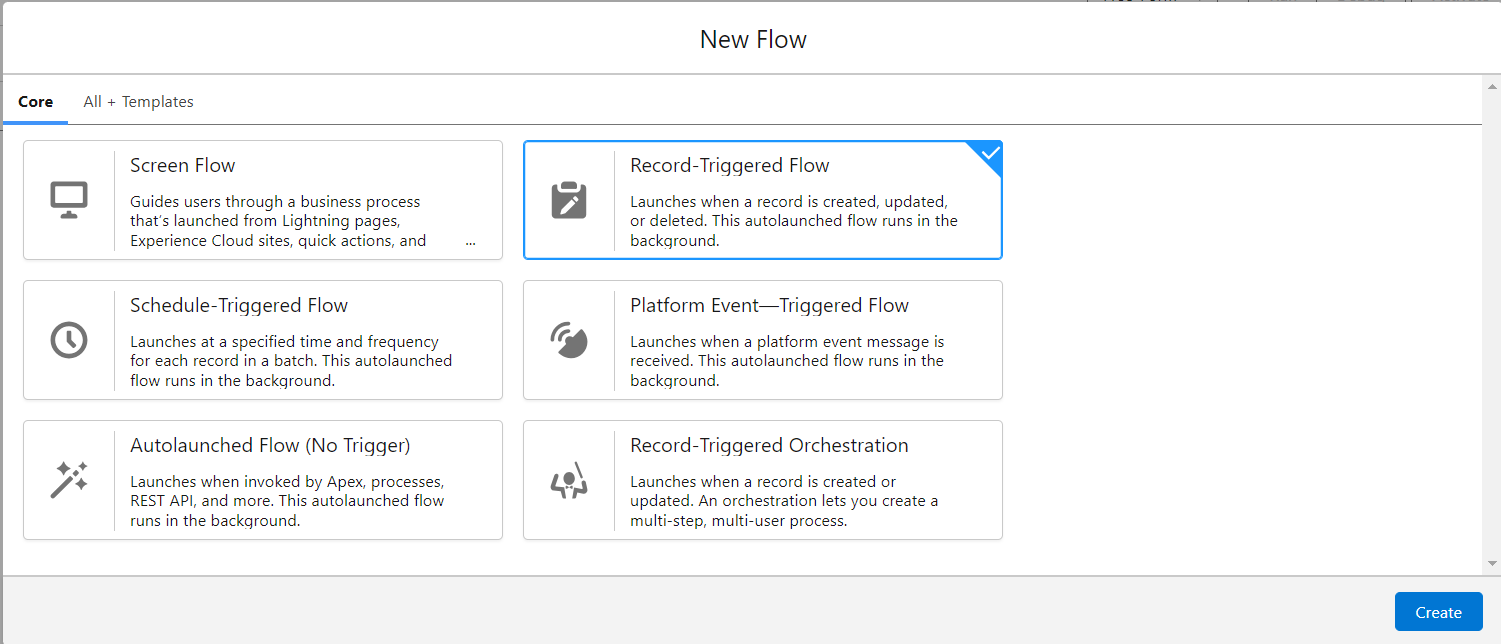 New Flow
Core
All + Templates
Screen Flow
Guides users through a business process
that's launched from Lightning pages,
Experience Cloud sites, quick actions, and ...
Record-Triggered Flow
Launches when a record is created, updated,
or deleted. This autolaunched flow runs in the
background.
Schedule-Triggered Flow
Launches at a specified time and frequency
for each record in a batch. This autolaunched
flow runs in the background.
Platform Event—Triggered Flow
Launches when a platform event message is
received. This autolaunched flow runs in the
background.
Autolaunched Flow (No Trigger)
Launches when invoked by Apex, processes,
REST API, and more. This autolaunched flow
runs in the background.
Record-Triggered Orchestration
Launches when a record is created or
updated. An orchestration lets you create a
multi-step, multi-user process.
Create